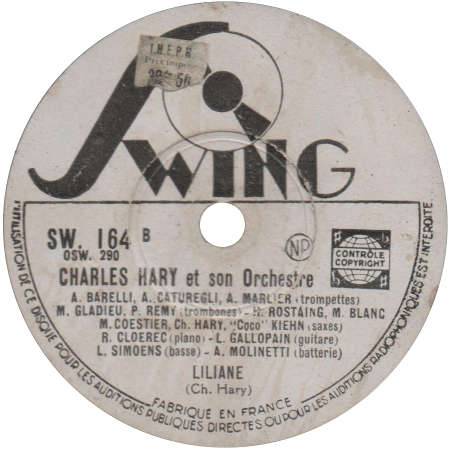 I.M.E.P.R
SWING
SW. 164 B
OSW. 290
NP
CONTRÔLE
COPYRIGHT
CHARLES HARY et son Orchestre
A. BARELLI, A. CATUREGLI, A. MARLIER (trompettes)
M. GLADIEU, P. REMY (trombones) - H. ROSTAING, M. BLANC
M. COESTIER, Ch. HARY, "Coco" KIEHN (saxes)
R. CLOEREC (piano) - L. GALLOPAIN (guitare)
L. SIMOENS (basse) - A. MOLINETTI (batterie)
LILIANE
(Ch. Hary)
FABRIQUÉ EN FRANCE
L'UTILISATION DE CE DISQUE POUR LES AUDITIONS PUBLIQUES DIRECTES OU POUR LES AUDITIONS RADIOPHONIQUES EST INTERDITE